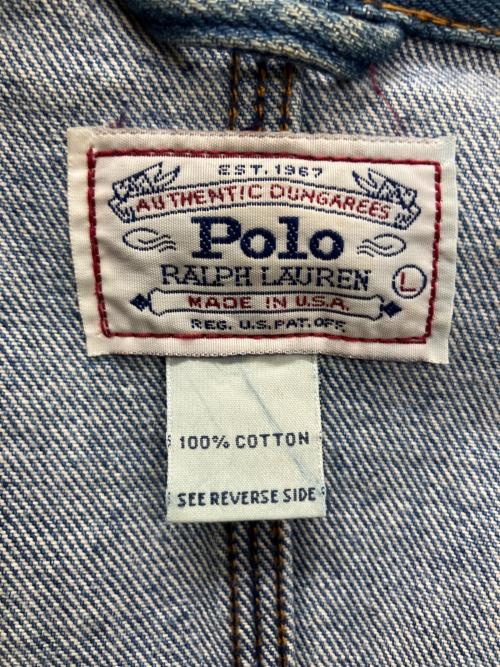 EST. 1967
AUTHENTIC DUNGAREES
Polo
RALPH LAUREN
L
MADE IN U.S.A.
REG. U.S. PAT. OFF.
100% COTTON
SEE REVERSE SIDE